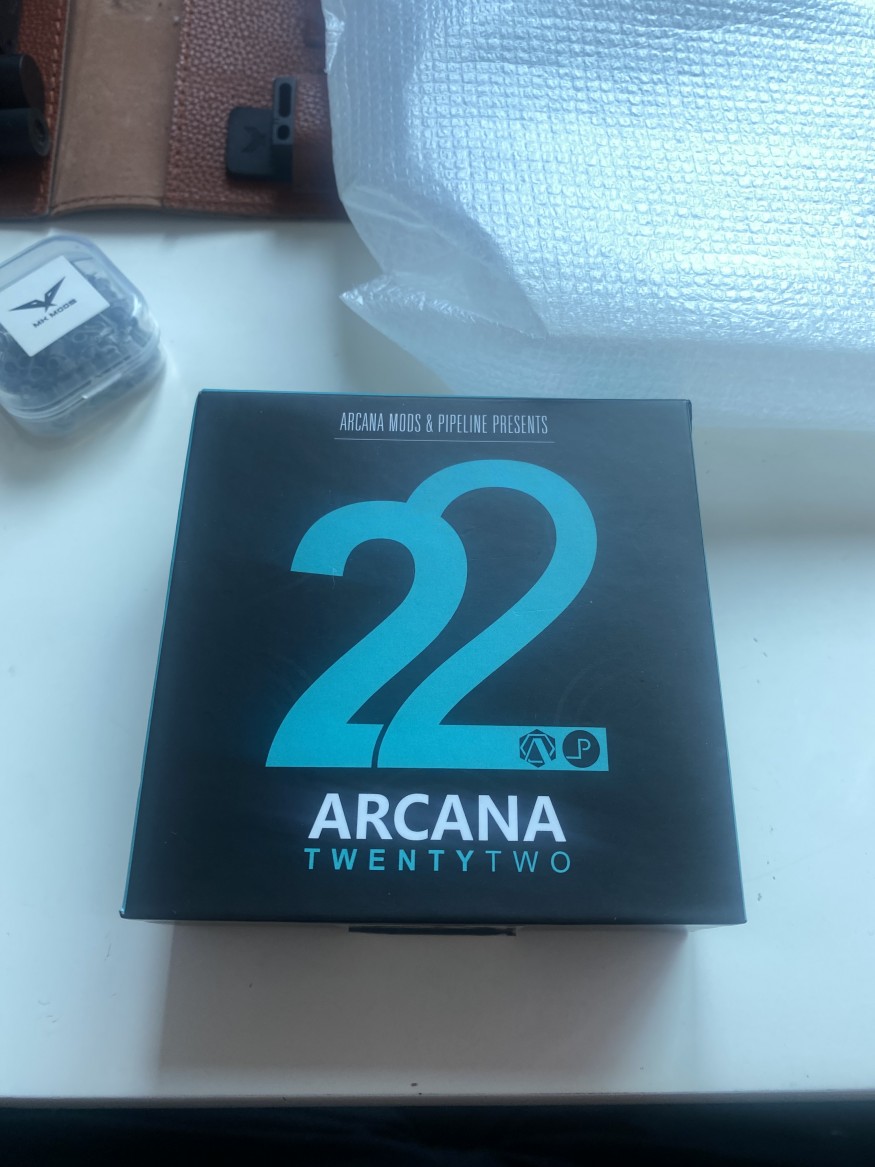 MK MODS
ARCANA MODS & PIPELINE PRESENTS
22
P
ARCANA
TWENTYTWO